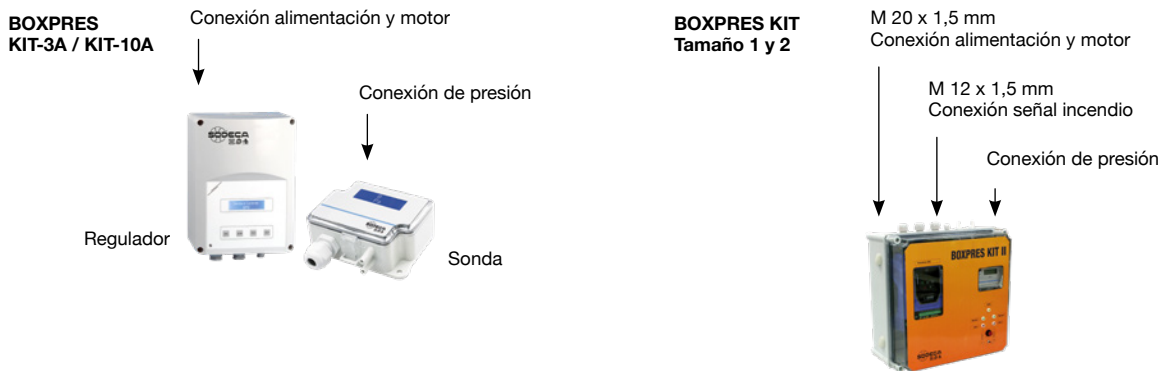 BOXPRES
KIT-3A / KIT-10A
Conexión alimentación y motor
Conexión de presión
SODECA
Regulador
Sonda
BOXPRES KIT
Tamaño 1 y 2
M 20 x 1,5 mm
Conexión alimentación y motor
M 12 x 1,5 mm
Conexión señal incendio
Conexión de presión
BOXPRES KIT II
SODECA